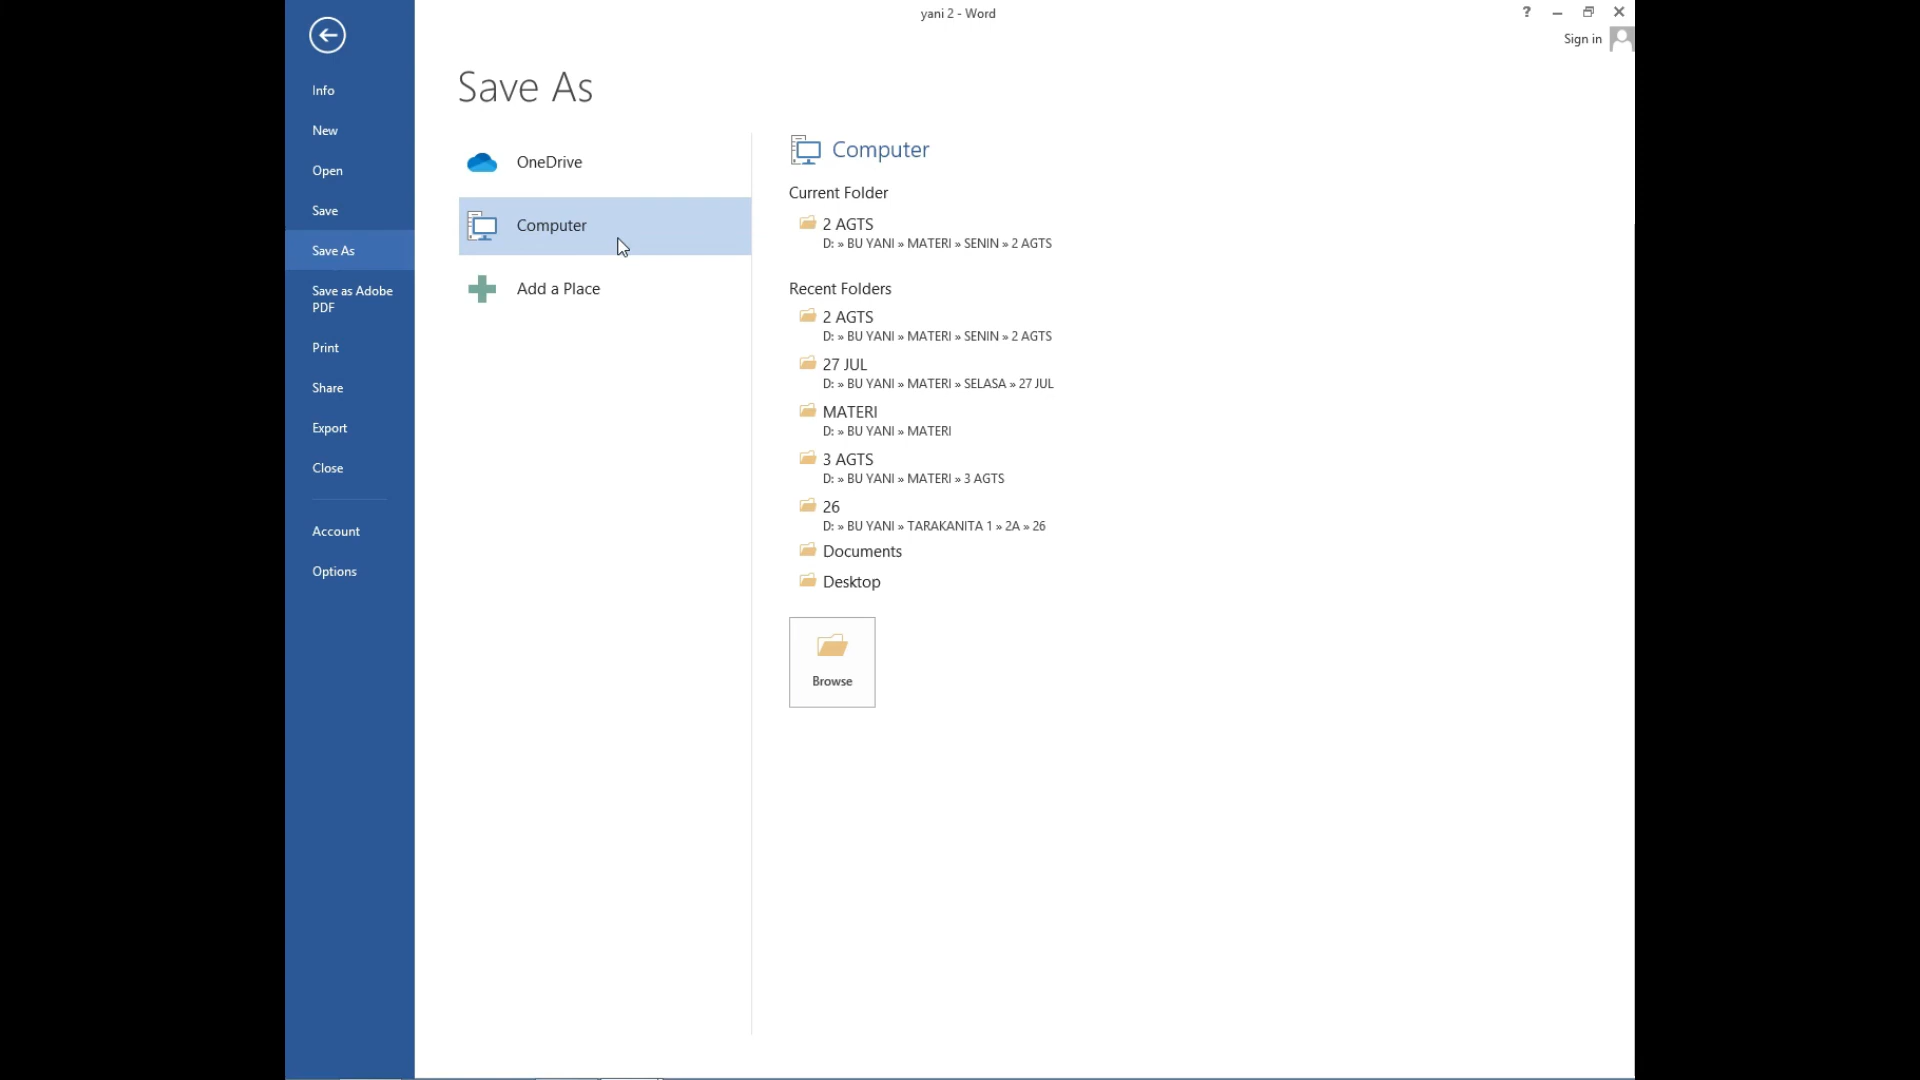 yani 2 - Word
?
Sign in
Info
New
Open
Save
Save As
Save as Adobe
PDF
Print
Share
Export
Close
Account
Options
Save As
OneDrive
Computer
Add a Place
Computer
Current Folder
2 AGTS
D: » BU YANI » MATERI » SENIN » 2 AGTS
Recent Folders
2 AGTS
D: » BU YANI » MATERI » SENIN » 2 AGTS
27 JUL
D: » BU YANI » MATERI » SELASA » 27 JUL
MATERI
D: » BU YANI » MATERI
3 AGTS
D: » BU YANI » MATERI » 3 AGTS
26
D: » BU YANI » TARAKANITA 1 » 2A » 26
Documents
Desktop
Browse